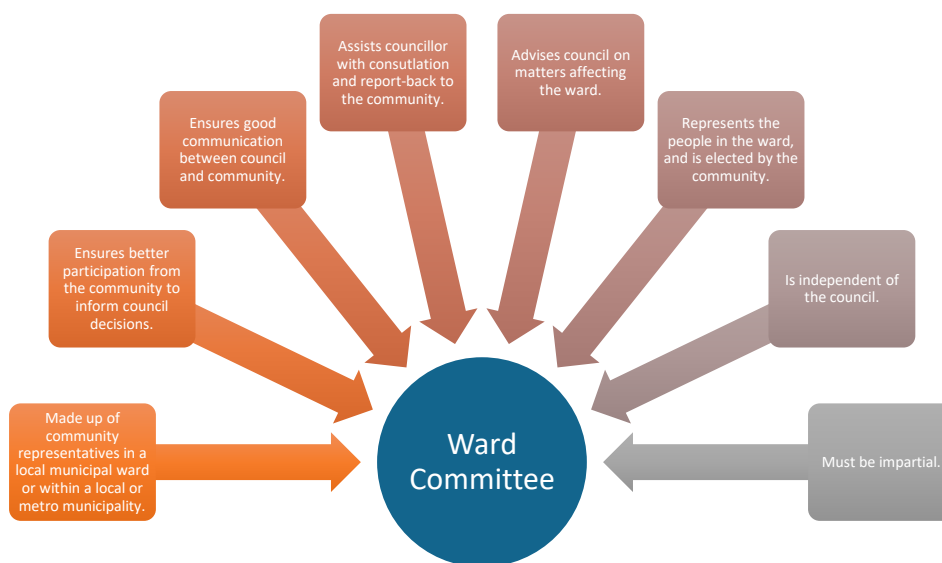 Made up of
community
representatives in a
local municipal ward
or within a local or
metro municipality.
Ensures better
participation from
the community to
inform council
decisions.
Ensures good
communication
between council
and community.
Assists councillor
with consutlation
and report-back to
the community.
Advises council on
matters affecting
the ward.
Represents the
people in the ward,
and is elected by the
community.
Is independent of
the council.
Must be impartial.
Ward
Committee